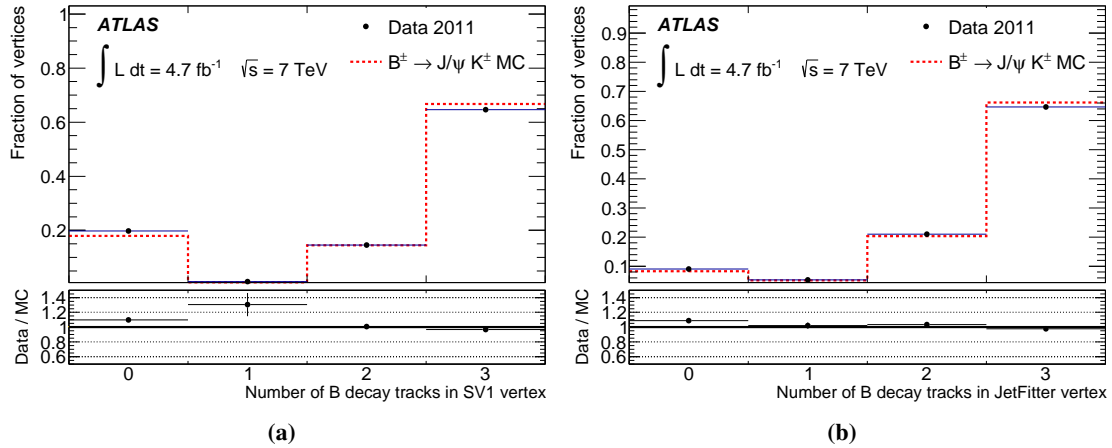 Fraction of vertices
1
0.8
0.6
0.4
0.2
ATLAS
∫ L dt = 4.7 fb⁻¹ √s = 7 TeV
Data 2011
B± → J/ψ K± MC
Data / MC
1.4
1.2
1
0.8
0.6
0 1 2 3
Number of B decay tracks in SV1 vertex
(a)
Fraction of vertices
0.9
0.8
0.7
0.6
0.5
0.4
0.3
0.2
0.1
ATLAS
∫ L dt = 4.7 fb⁻¹ √s = 7 TeV
Data 2011
B± → J/ψ K± MC
Data / MC
1.4
1.2
1
0.8
0.6
0 1 2 3
Number of B decay tracks in JetFitter vertex
(b)